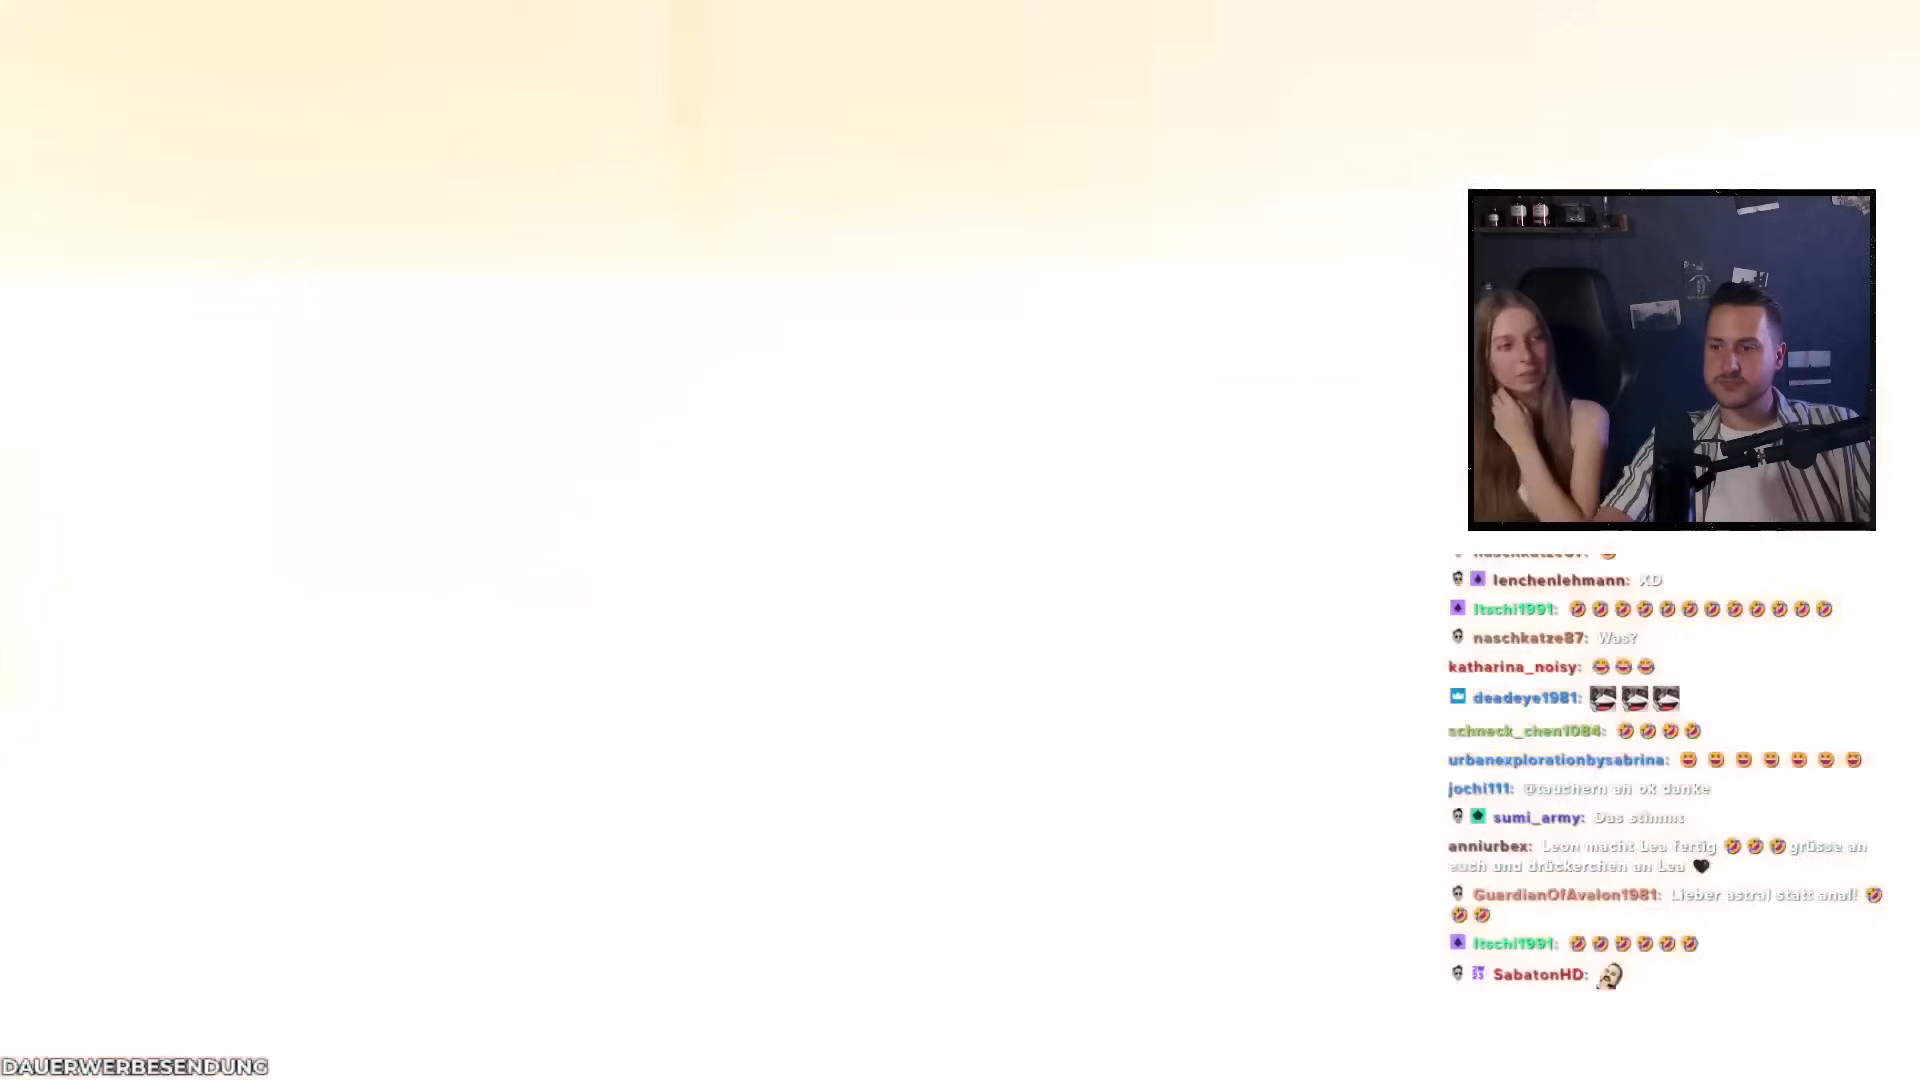 lenchenlehmann: XD
Itschi1991:
naschkatze87: Was?
katharina_noisy:
deadeye1981:
schneck_chen1084:
urbanexplorationbysabrina:
jochi111: @tauchern ah ok danke
sumi_army: Das stimmt
anniurbex: Leon macht Lea fertig 🤣🤣🤣grüsse an
euch und drückerchen an Lea 🖤
GuardianOfAvalon1981: Lieber astral statt anal! 🤣
🤣🤣
Itschi1991:
SabatonHD:
DAUERWERBESENDUNG